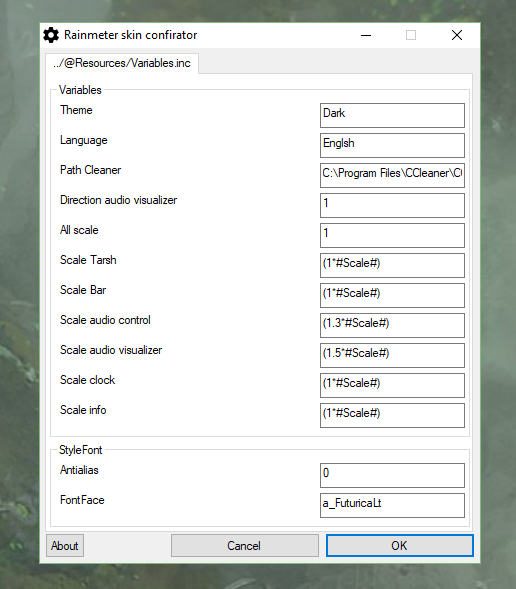 Rainmeter skin confirator
../@Resources/Variables.inc
Variables
Theme Dark
Language Englsh
Path Cleaner C:\Program Files\CCleaner\
Direction audio visualizer 1
All scale 1
Scale Tarsh (1*#Scale#)
Scale Bar (1*#Scale#)
Scale audio control (1.3*#Scale#)
Scale audio visualizer (1.5*#Scale#)
Scale clock (1*#Scale#)
Scale info (1*#Scale#)
StyleFont
Antialias 0
FontFace a_FuturicaLt
About Cancel OK